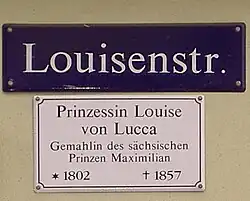 Louisenstr.
Prinzessin Louise
von Lucca
Gemahlin des sächsischen
Prinzen Maximilian
* 1802 † 1857